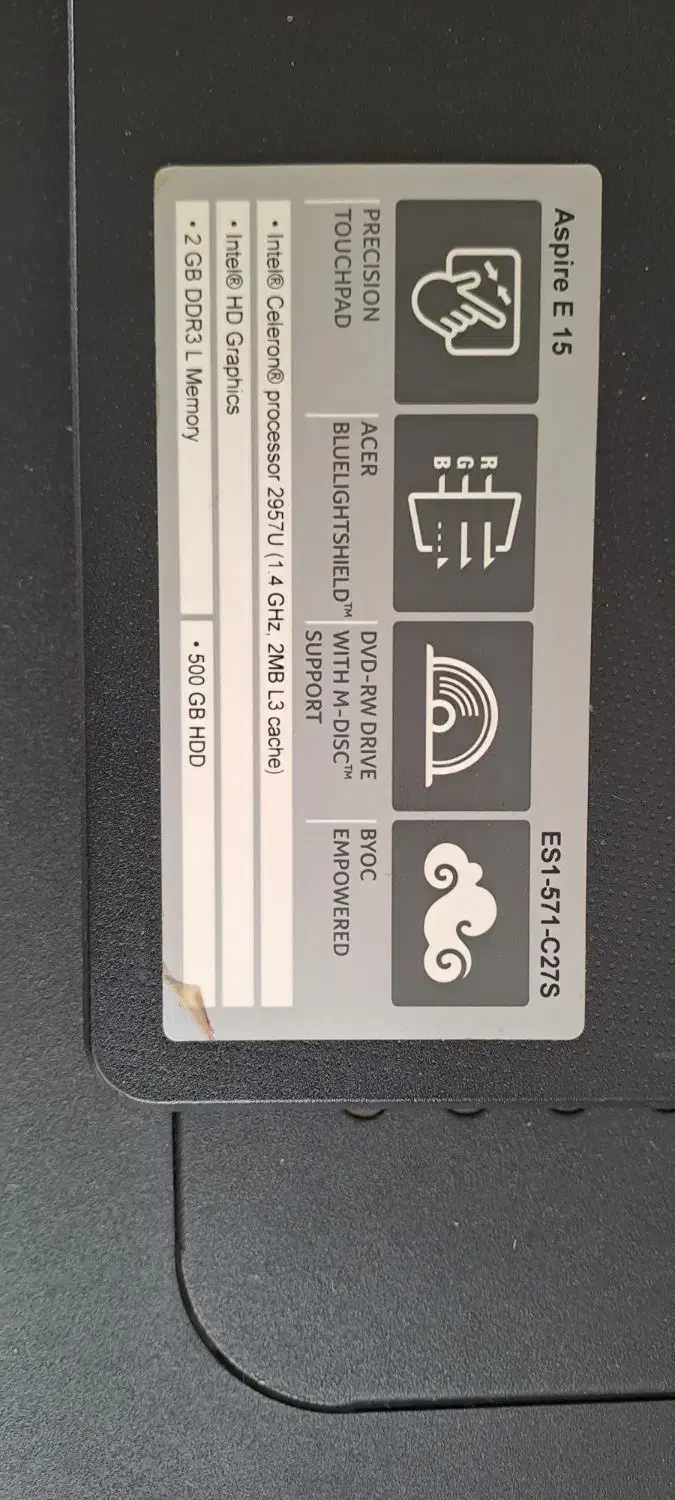 Aspire E 15
ES1-571-C27S
R
G
B
PRECISION
TOUCHPAD
ACER
BLUELIGHTSHIELD™
DVD-RW DRIVE
WITH M-DISC™
SUPPORT
BYOC
EMPOWERED
• Intel® Celeron® processor 2957U (1.4 GHz, 2MB L3 cache)
• Intel® HD Graphics
• 2 GB DDR3 L Memory
• 500 GB HDD